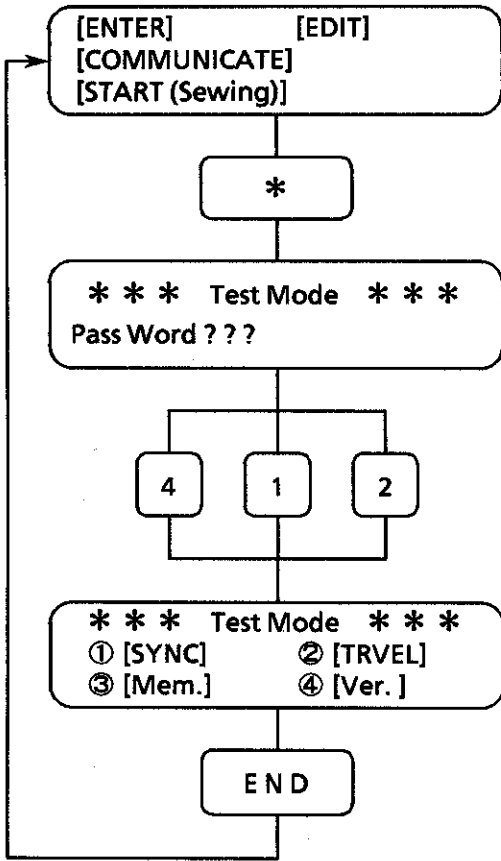 [ENTER] [EDIT]
[COMMUNICATE]
[START (Sewing)]
*
* * * Test Mode * * *
Pass Word ? ? ?
4 1 2
* * * Test Mode * * *
① [SYNC] ② [TRVEL]
③ [Mem.] ④ [Ver. ]
E N D